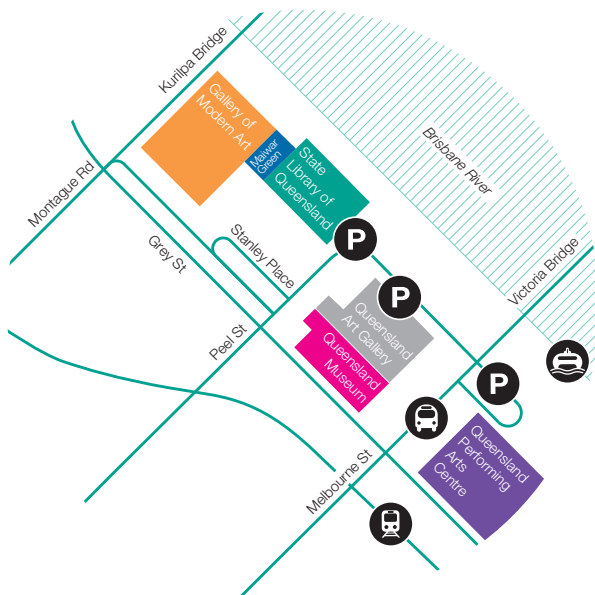 Kurilpa Bridge
Gallery of
Modern Art
Maiwar
Green
State
Library of
Queensland
Brisbane River
Montague Rd
Grey St
Stanley Place
P
Victoria Bridge
P
Peel St
Queensland
Art Gallery
Queensland
Museum
P
Queensland
Performing
Arts
Centre
Melbourne St